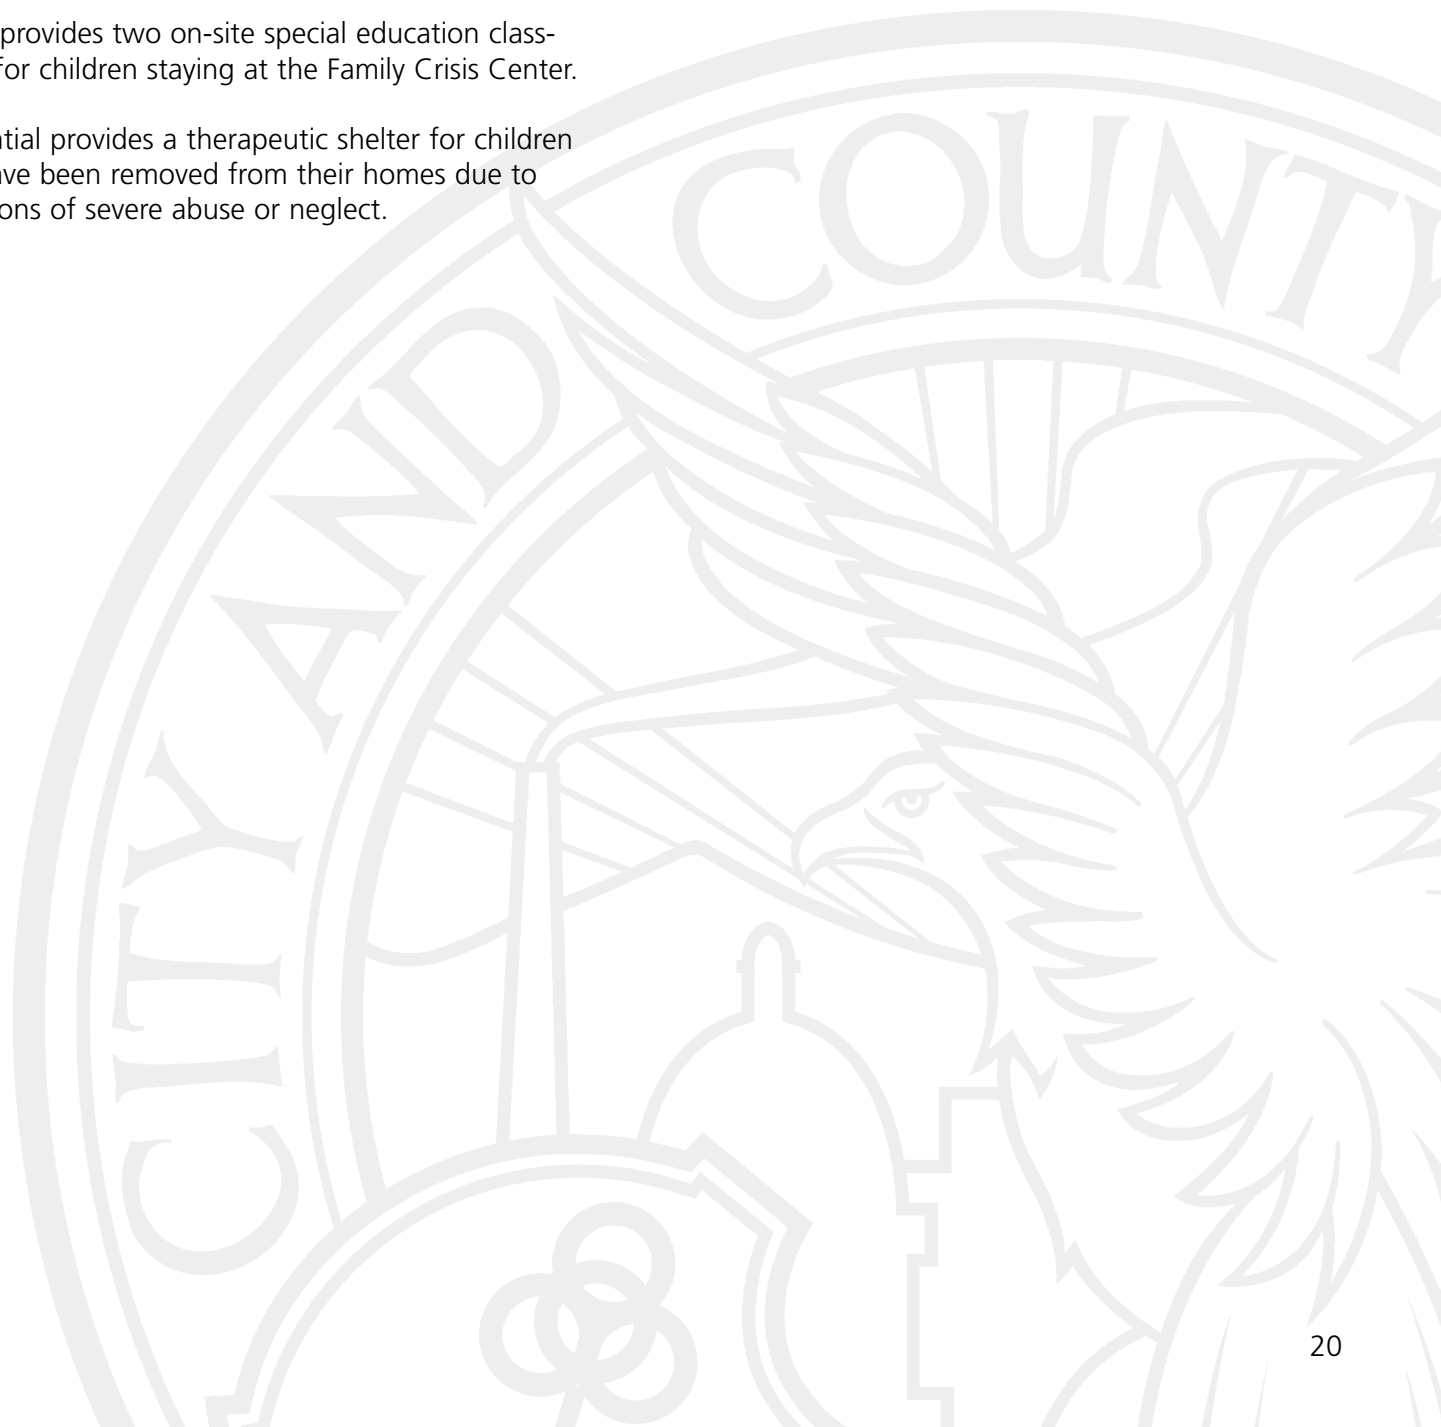 provides two on-site special education class-
for children staying at the Family Crisis Center.
ntial provides a therapeutic shelter for children
ave been removed from their homes due to
ons of severe abuse or neglect.
CITY AND COUNTY
20